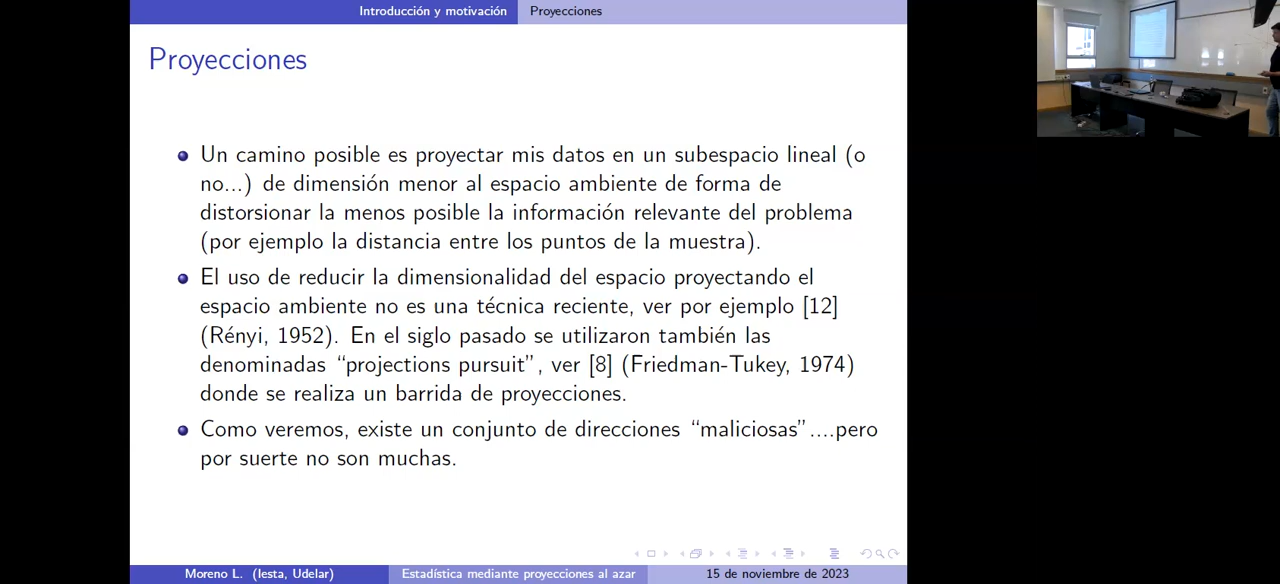 Introducción y motivación Proyecciones
Proyecciones
Un camino posible es proyectar mis datos en un subespacio lineal (o
no...) de dimensión menor al espacio ambiente de forma de
distorsionar la menos posible la información relevante del problema
(por ejemplo la distancia entre los puntos de la muestra).
El uso de reducir la dimensionalidad del espacio proyectando el
espacio ambiente no es una técnica reciente, ver por ejemplo [12]
(Rényi, 1952). En el siglo pasado se utilizaron también las
denominadas “projections pursuit”, ver [8] (Friedman-Tukey, 1974)
donde se realiza un barrida de proyecciones.
Como veremos, existe un conjunto de direcciones “maliciosas”....pero
por suerte no son muchas.
Moreno L. (Iesta, Udelar) Estadística mediante proyecciones al azar 15 de noviembre de 2023